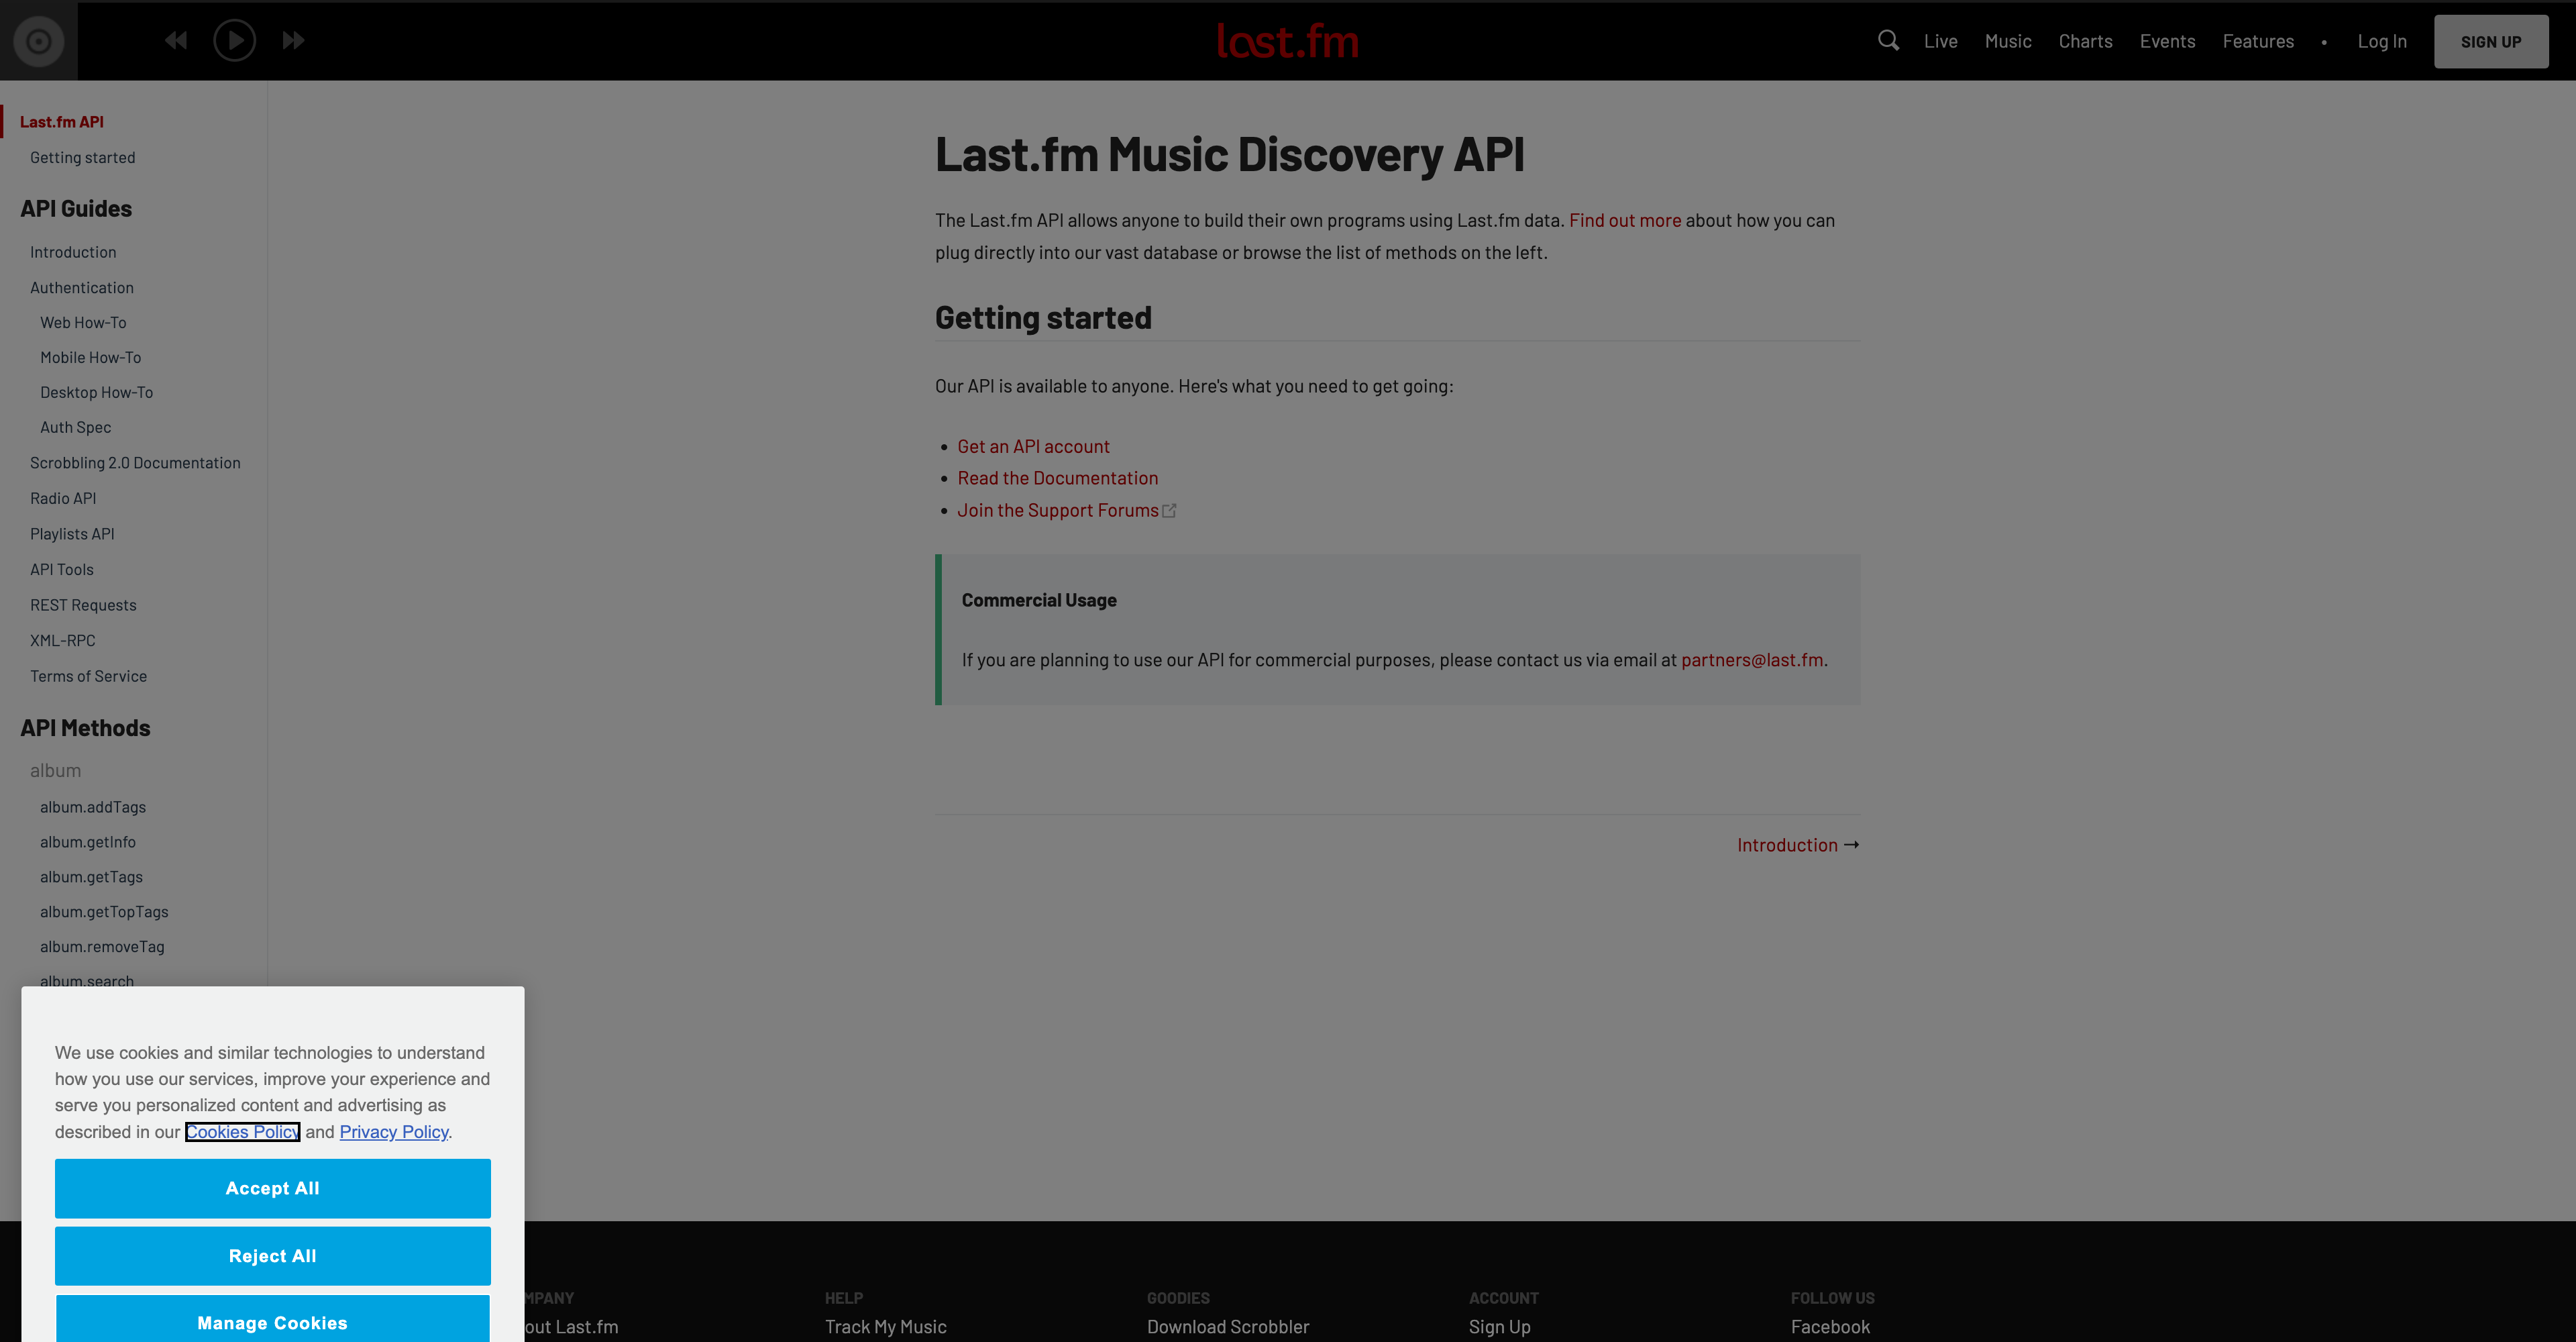 last.fm
Live
Music
Charts
Events
Features
•
Log In
SIGN UP
Last.fm API
Getting started
API Guides
Introduction
Authentication
Web How-To
Mobile How-To
Desktop How-To
Auth Spec
Scrobbling 2.0 Documentation
Radio API
Playlists API
API Tools
REST Requests
XML-RPC
Terms of Service
API Methods
album
album.addTags
album.getInfo
album.getTags
album.getTopTags
album.removeTag
album.search
Last.fm Music Discovery API
The Last.fm API allows anyone to build their own programs using Last.fm data. Find out more about how you can
plug directly into our vast database or browse the list of methods on the left.
Getting started
Our API is available to anyone. Here's what you need to get going:
• Get an API account
• Read the Documentation
• Join the Support Forums
Commercial Usage
If you are planning to use our API for commercial purposes, please contact us via email at partners@last.fm.
Introduction →
We use cookies and similar technologies to understand
how you use our services, improve your experience and
serve you personalized content and advertising as
described in our Cookies Policy and Privacy Policy.
Accept All
Reject All
Manage Cookies
MPANY
out Last.fm
HELP
Track My Music
GOODIES
Download Scrobbler
ACCOUNT
Sign Up
FOLLOW US
Facebook